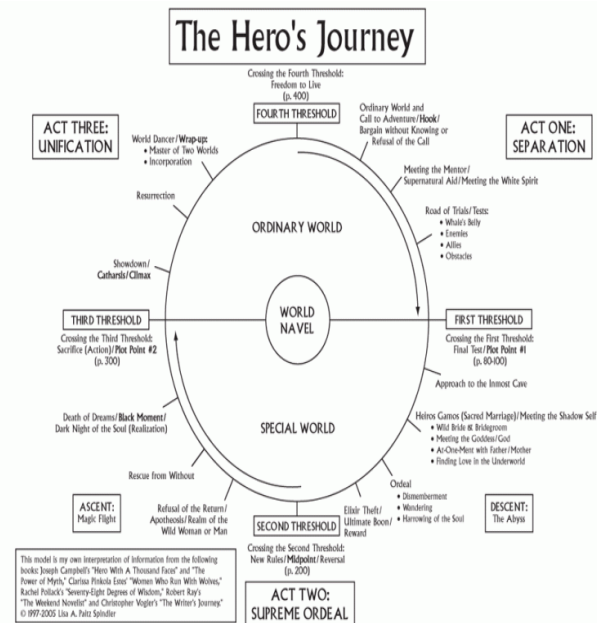 The Hero's Journey
Crossing the Fourth Threshold:
Freedom to Live
(p. 400)
FOURTH THRESHOLD
ACT ONE:
SEPARATION
Ordinary World and
Call to Adventure/Hook/
Bargain without Knowing or
Refusal of the Call
Meeting the Mentor/
Supernatural Aid/Meeting the White Spirit
Road of Trials/Tests:
• Whale's Belly
• Enemies
• Allies
• Obstacles
FIRST THRESHOLD
Crossing the First Threshold:
Final Test/Plot Point #1
(p. 80-100)
Approach to the Inmost Cave
Heiros Gamos (Sacred Marriage)/Meeting the Shadow Self
• Wild Bride & Bridegroom
• Meeting the Goddess/God
• At-One-Ment with Father/Mother
• Finding Love in the Underworld
Ordeal
• Dismemberment
• Wandering
• Harrowing of the Soul
DESCENT:
The Abyss
Elixir Theft/
Ultimate Boon/
Reward
SECOND THRESHOLD
Crossing the Second Threshold:
New Rules/Midpoint/Reversal
(p. 200)
ACT TWO:
SUPREME ORDEAL
Refusal of the Return/
Apotheosis/Realm of the
Wild Woman or Man
ASCENT:
Magic Flight
Rescue from Without
Death of Dreams/Black Moment/
Dark Night of the Soul (Realization)
THIRD THRESHOLD
Crossing the Third Threshold:
Sacrifice (Action)/Plot Point #2
(p. 300)
Showdown/
Catharsis/Climax
Resurrection
World Dancer/Wrap-up:
• Master of Two Worlds
• Incorporation
ACT THREE:
UNIFICATION
ORDINARY WORLD
WORLD
NAVEL
SPECIAL WORLD
This model is my own interpretation of information from the following
books: Joseph Campbell's "Hero With A Thousand Faces" and "The
Power of Myth," Clarissa Pinkola Estes' "Women Who Run With Wolves,"
Rachel Pollack's "Seventy-Eight Degrees of Wisdom," Robert Ray's
"The Weekend Novelist" and Christopher Vogler's "The Writer's Journey."
© 1997-2005 Lisa A. Paitz Spindler